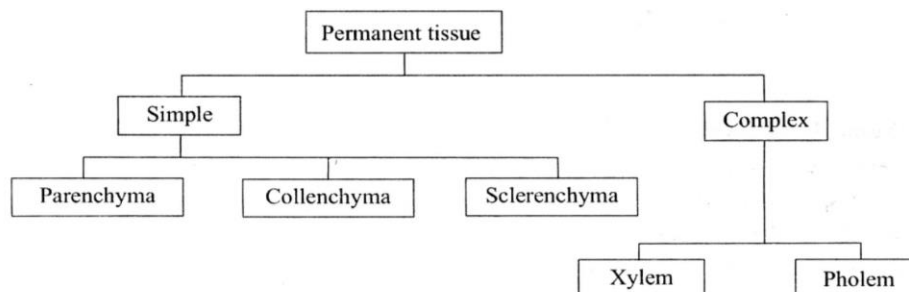 Permanent tissue
Simple
Complex
Parenchyma
Collenchyma
Sclerenchyma
Xylem
Pholem